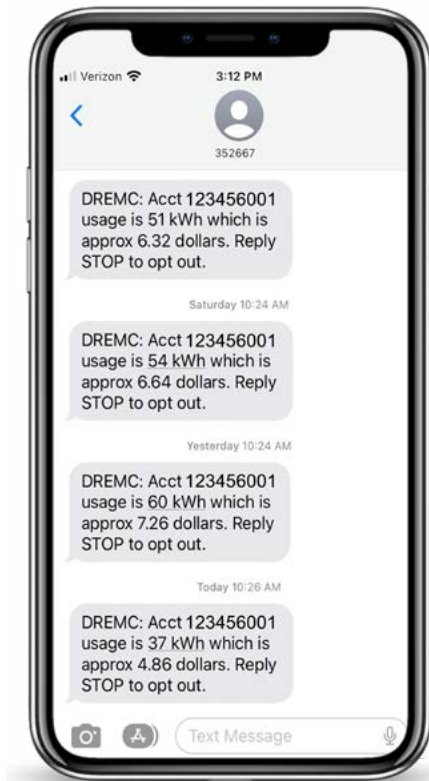 Verizon 3:12 PM
352667
DREMC: Acct 123456001
usage is 51 kWh which is
approx 6.32 dollars. Reply
STOP to opt out.
Saturday 10:24 AM
DREMC: Acct 123456001
usage is 54 kWh which is
approx 6.64 dollars. Reply
STOP to opt out.
Yesterday 10:24 AM
DREMC: Acct 123456001
usage is 60 kWh which is
approx 7.26 dollars. Reply
STOP to opt out.
Today 10:26 AM
DREMC: Acct 123456001
usage is 37 kWh which is
approx 4.86 dollars. Reply
STOP to opt out.
Text Message